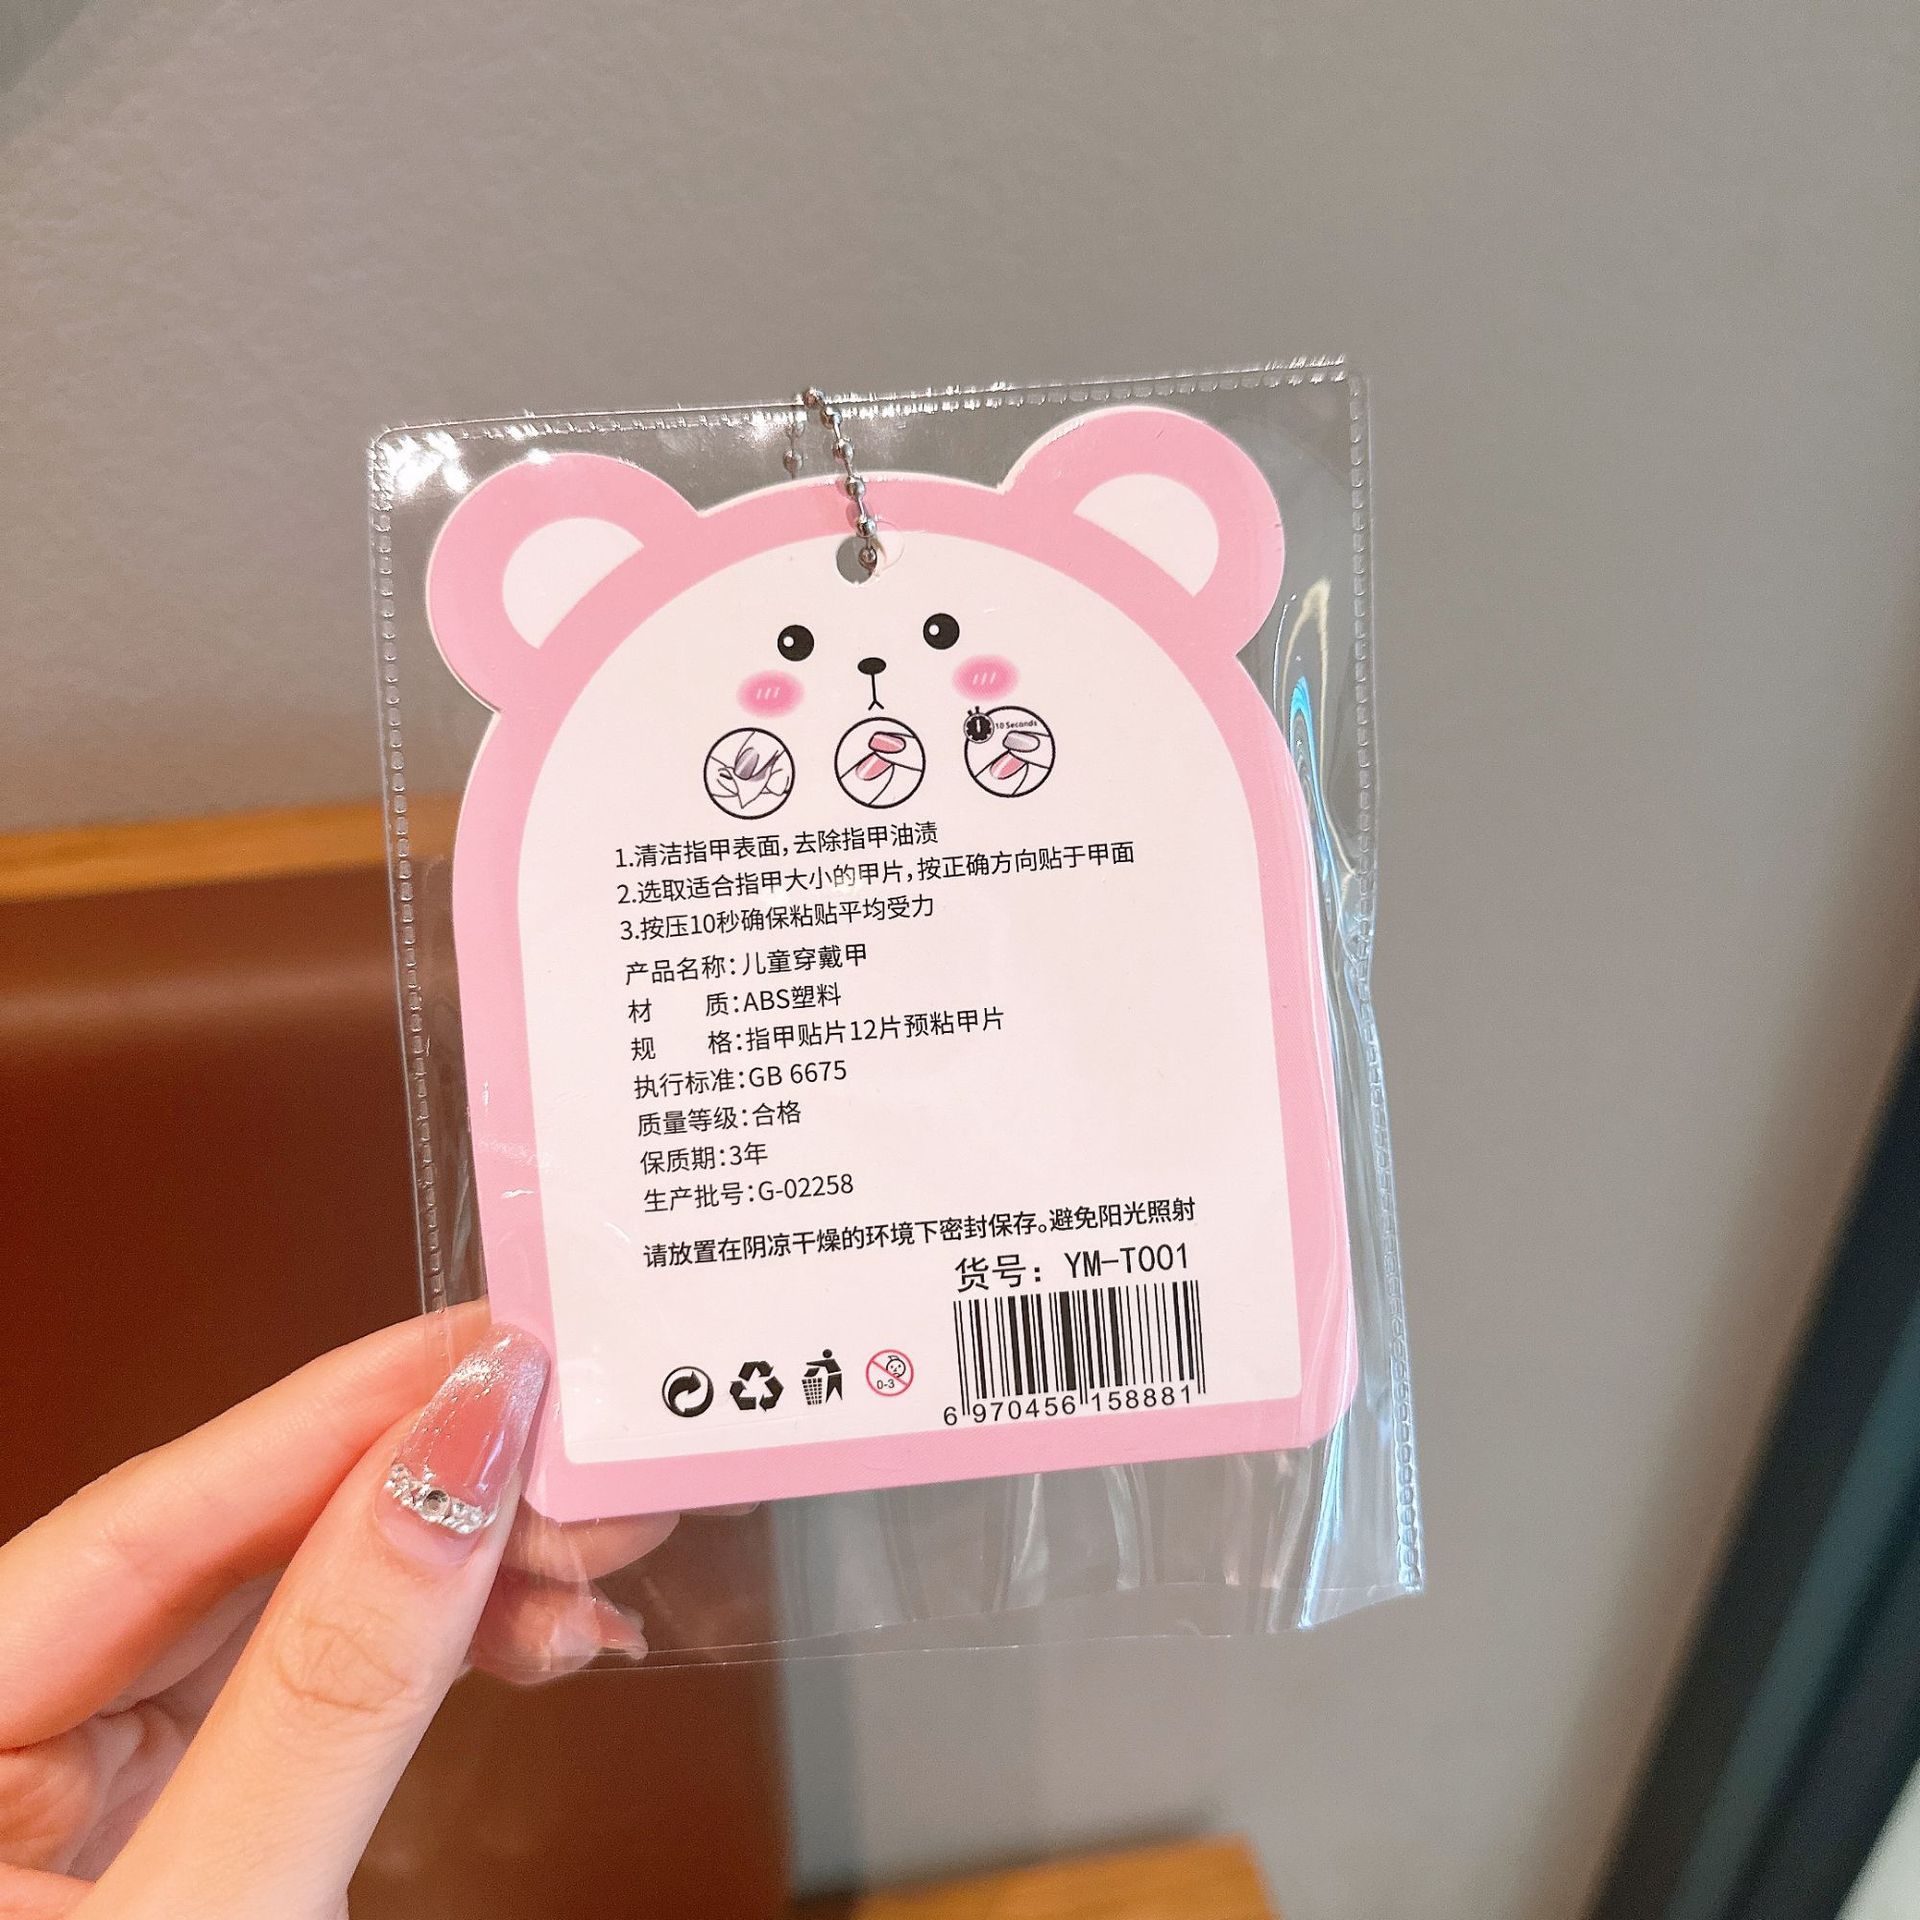 10 Seconds
1.清洁指甲表面,去除指甲油渍
2.选取适合指甲大小的甲片,按正确方向贴于甲面
3.按压10秒确保粘贴平均受力
产品名称:儿童穿戴甲
材 质:ABS塑料
规 格:指甲贴片12片预粘甲片
执行标准:GB 6675
质量等级:合格
保质期:3年
生产批号:G-02258
请放置在阴凉干燥的环境下密封保存。避免阳光照射
货号: YM-T001
0-3
6 970456 158881